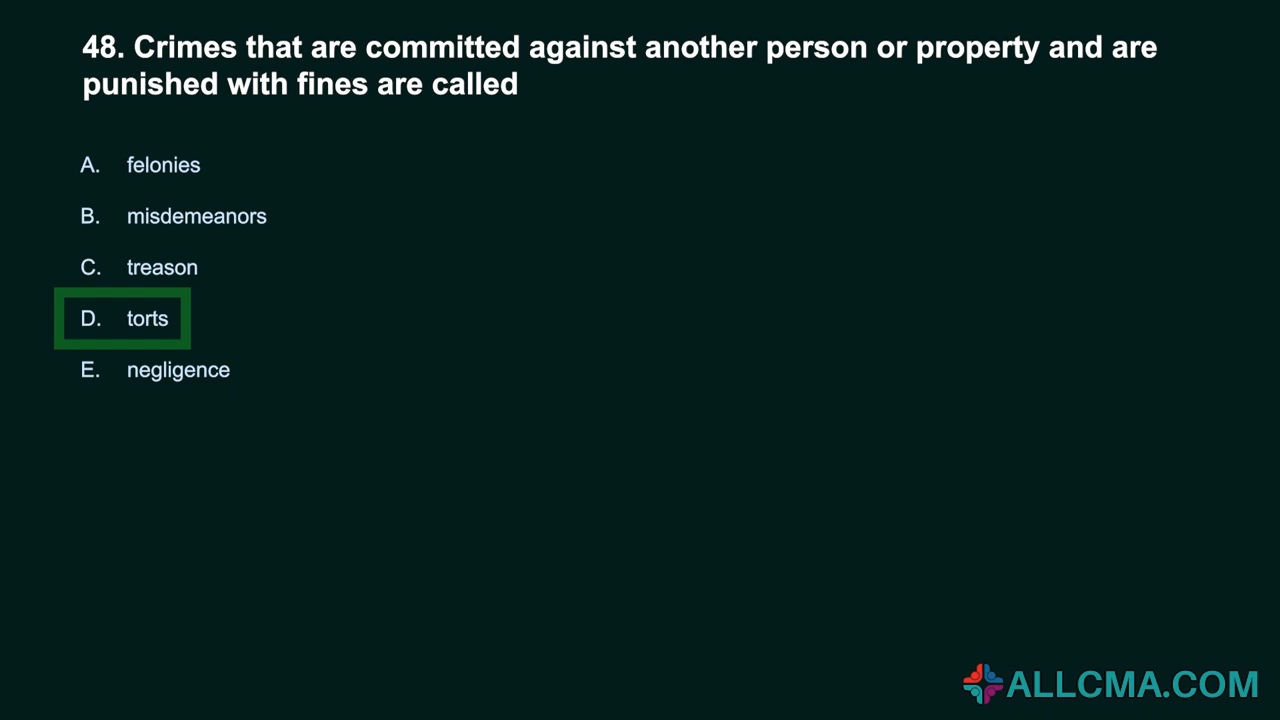 48. Crimes that are committed against another person or property and are
punished with fines are called
A. felonies
B. misdemeanors
C. treason
D. torts
E. negligence
ALLCMA.COM